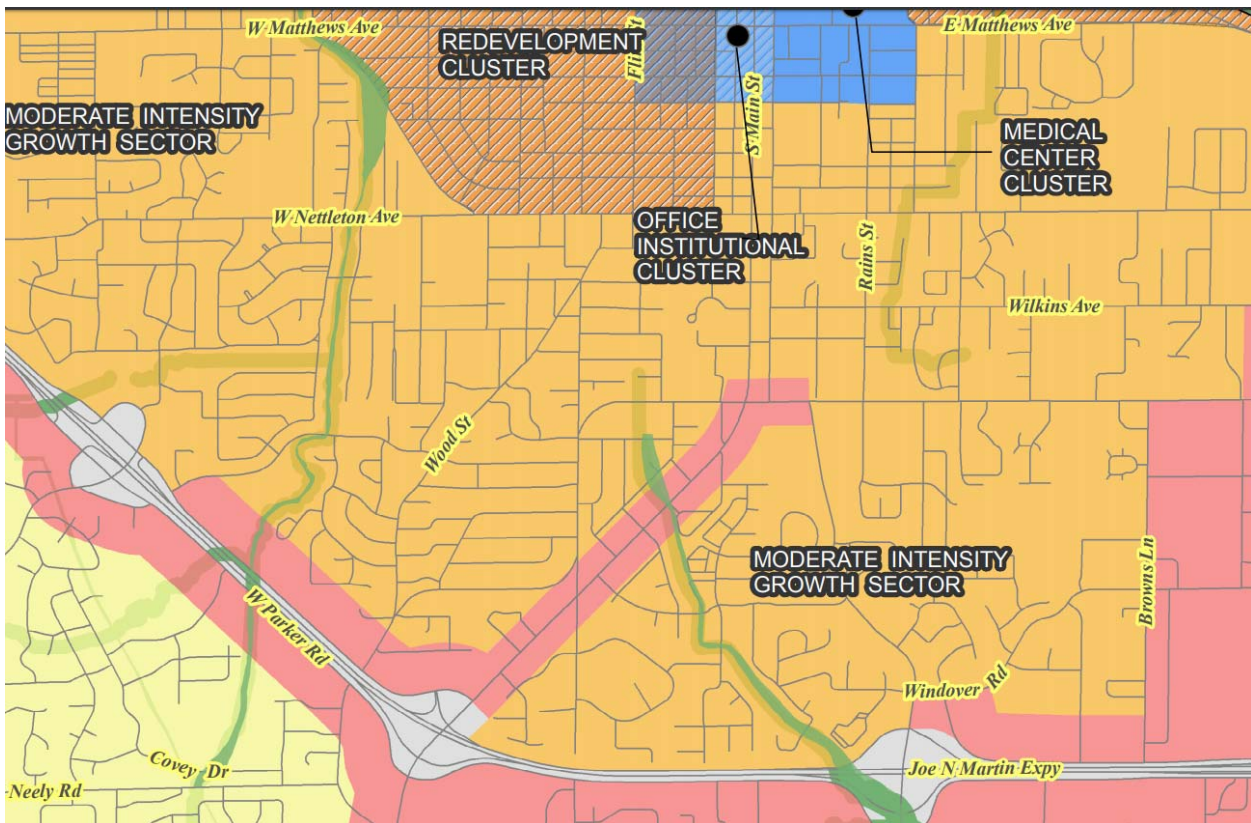 W Matthews Ave
REDEVELOPMENT
CLUSTER
S Main St
E Matthews Ave
MODERATE INTENSITY
GROWTH SECTOR
MEDICAL
CENTER
CLUSTER
W Nettleton Ave
OFFICE
INSTITUTIONAL
CLUSTER
Rains St
Wilkins Ave
Wood St
MODERATE INTENSITY
GROWTH SECTOR
Browns Ln
W Parker Rd
Windover Rd
Covey Dr
Joe N Martin Expy
Neely Rd